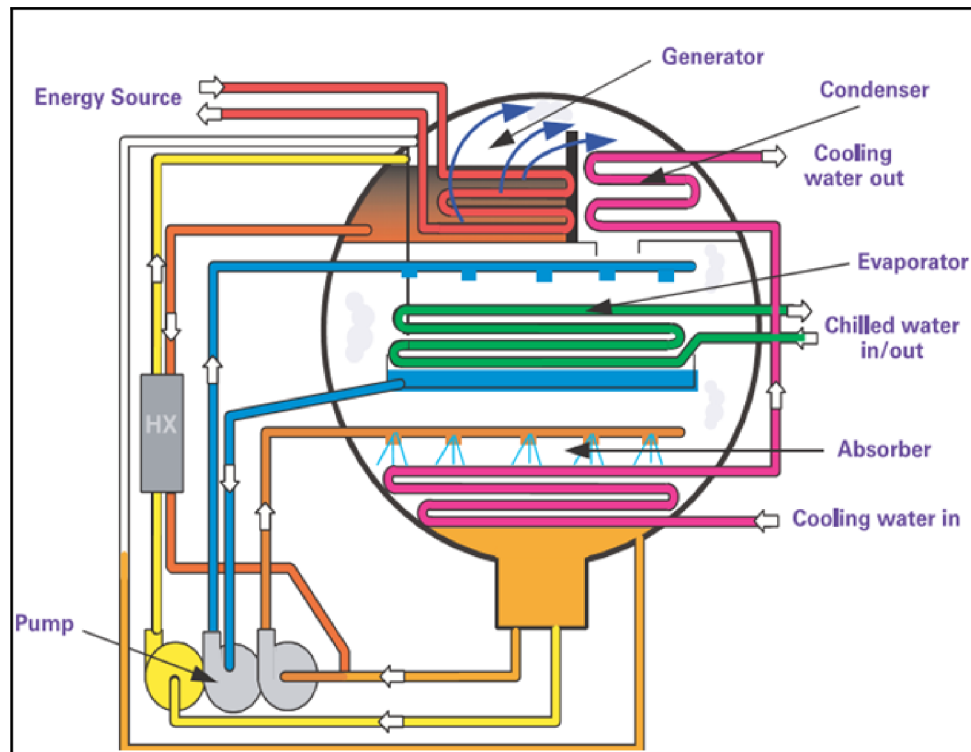 Generator
Energy Source
Condenser
Cooling
water out
Evaporator
Chilled water
in/out
HX
Absorber
Cooling water in
Pump